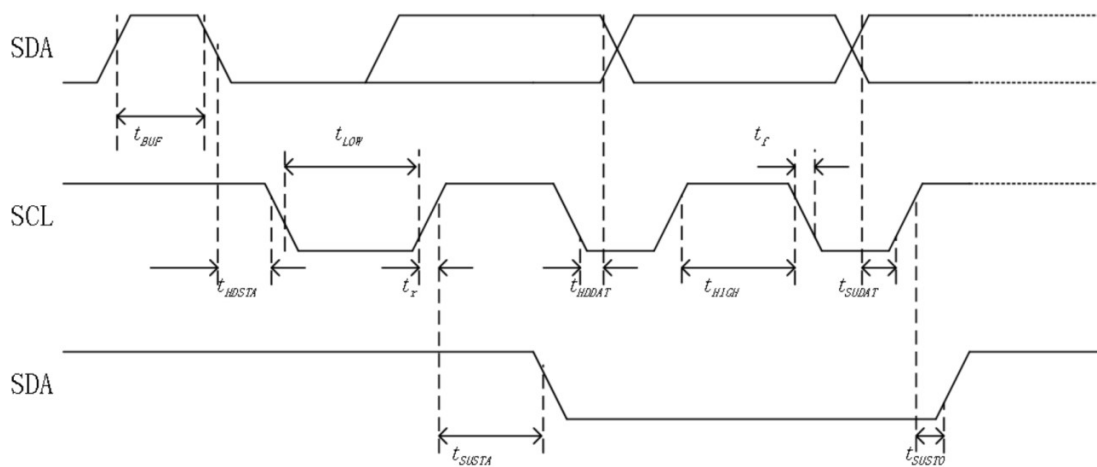 SDA
t_BUF t_LOW t_f
SCL
t_HDSTA t_r t_HDDAT t_HIGH t_SUDAT
SDA
t_SUSTA t_SUSTO